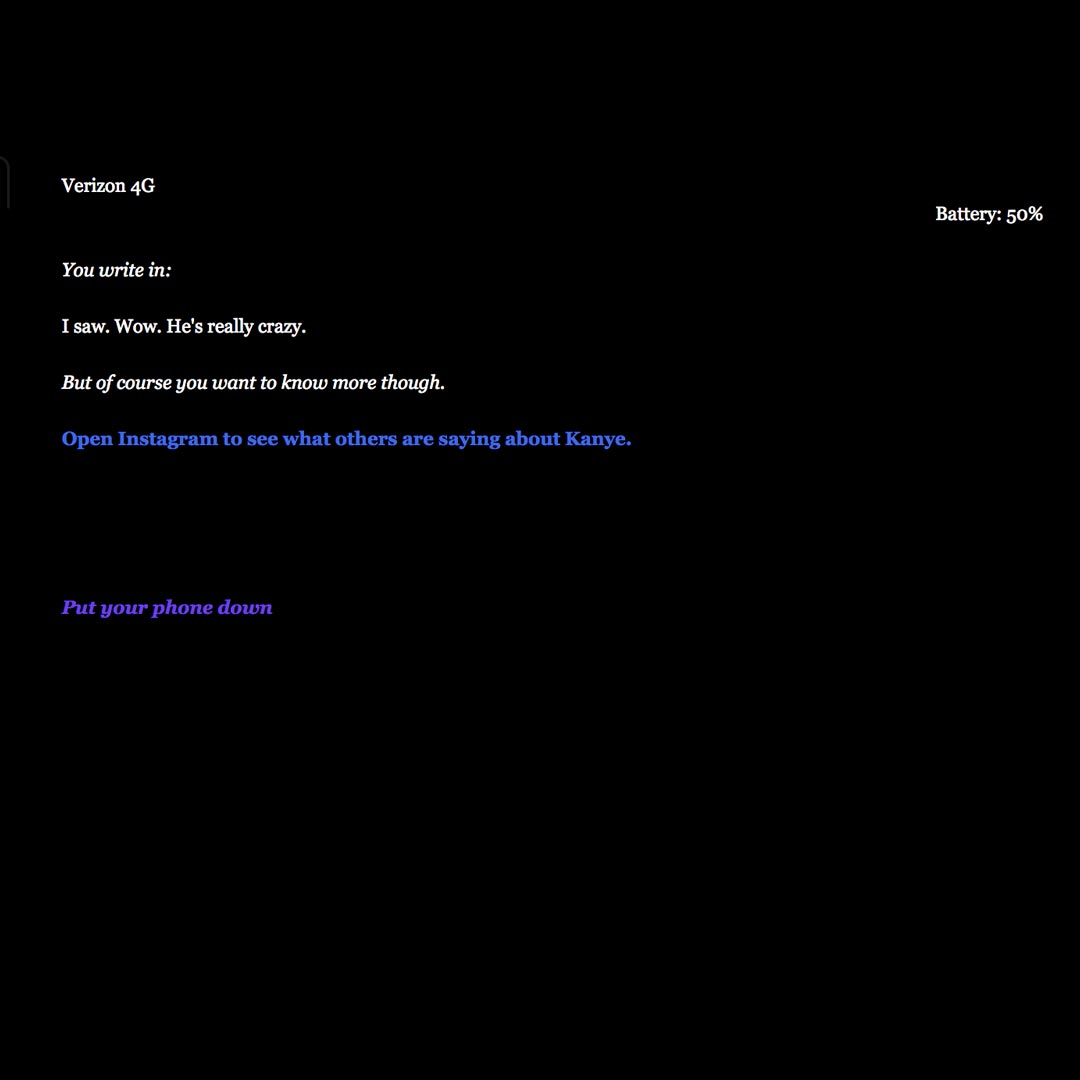 Verizon 4G
Battery: 50%
You write in:
I saw. Wow. He's really crazy.
But of course you want to know more though.
Open Instagram to see what others are saying about Kanye.
Put your phone down